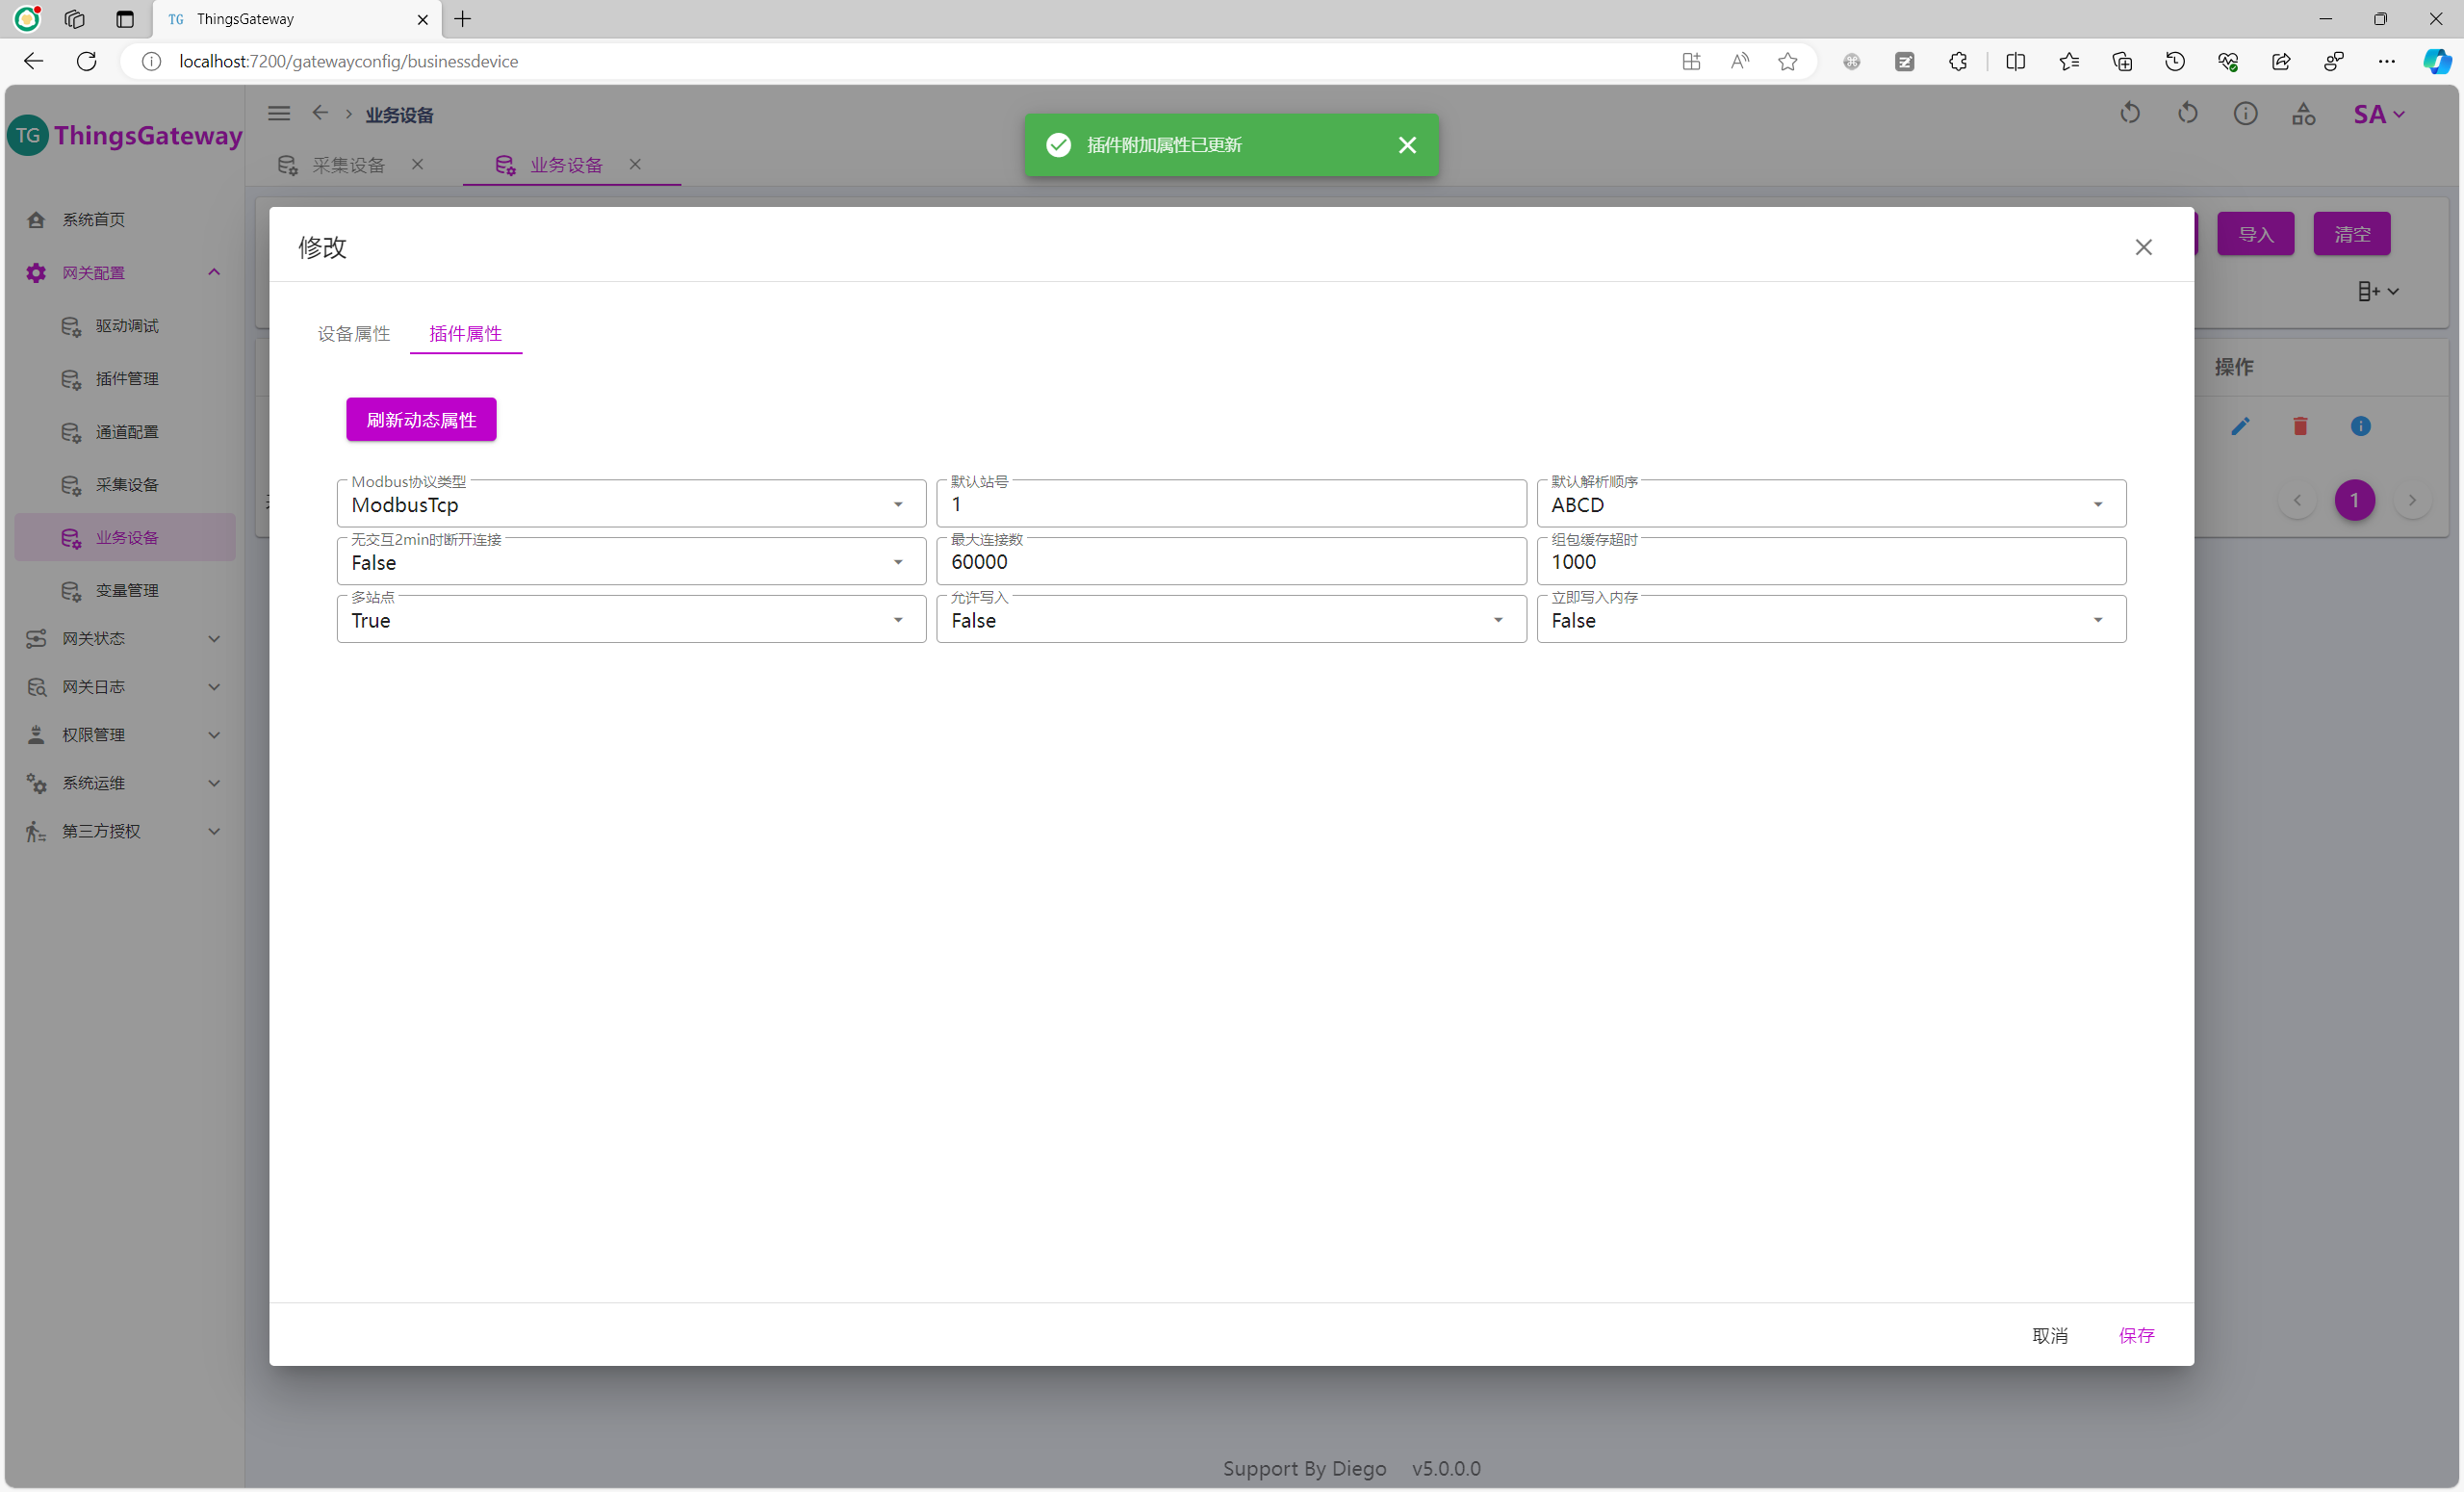 TG ThingsGateway
localhost:7200/gatewayconfig/businessdevice
TG ThingsGateway
业务设备
SA
采集设备
业务设备
插件附加属性已更新
系统首页
网关配置
驱动调试
插件管理
通道配置
采集设备
业务设备
变量管理
网关状态
网关日志
权限管理
系统运维
第三方授权
导入
清空
操作
1
修改
设备属性
插件属性
刷新动态属性
Modbus协议类型
ModbusTcp
默认站号
1
默认解析顺序
ABCD
无交互2min时断开连接
False
最大连接数
60000
组包缓存超时
1000
多站点
True
允许写入
False
立即写入内存
False
取消
保存
Support By Diego v5.0.0.0